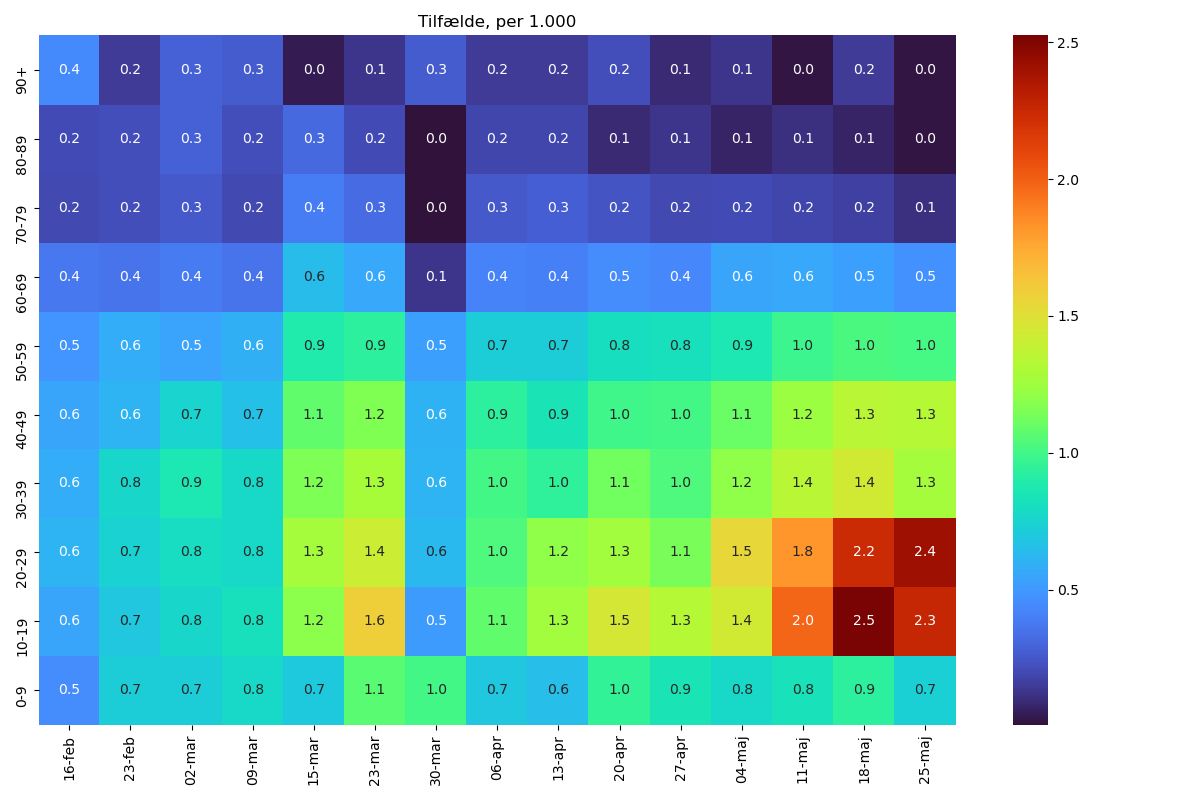 Tilfælde, per 1.000
90+ 0.4 0.2 0.3 0.3 0.0 0.1 0.3 0.2 0.2 0.2 0.1 0.1 0.0 0.2 0.0
80-89 0.2 0.2 0.3 0.2 0.3 0.2 0.0 0.2 0.2 0.1 0.1 0.1 0.1 0.1 0.0
70-79 0.2 0.2 0.3 0.2 0.4 0.3 0.0 0.3 0.3 0.2 0.2 0.2 0.2 0.2 0.1
60-69 0.4 0.4 0.4 0.4 0.6 0.6 0.1 0.4 0.4 0.5 0.4 0.6 0.6 0.5 0.5
50-59 0.5 0.6 0.5 0.6 0.9 0.9 0.5 0.7 0.7 0.8 0.8 0.9 1.0 1.0 1.0
40-49 0.6 0.6 0.7 0.7 1.1 1.2 0.6 0.9 0.9 1.0 1.0 1.1 1.2 1.3 1.3
30-39 0.6 0.8 0.9 0.8 1.2 1.3 0.6 1.0 1.0 1.1 1.0 1.2 1.4 1.4 1.3
20-29 0.6 0.7 0.8 0.8 1.3 1.4 0.6 1.0 1.2 1.3 1.1 1.5 1.8 2.2 2.4
10-19 0.6 0.7 0.8 0.8 1.2 1.6 0.5 1.1 1.3 1.5 1.3 1.4 2.0 2.5 2.3
0-9 0.5 0.7 0.7 0.8 0.7 1.1 1.0 0.7 0.6 1.0 0.9 0.8 0.8 0.9 0.7
16-feb 23-feb 02-mar 09-mar 15-mar 23-mar 30-mar 06-apr 13-apr 20-apr 27-apr 04-maj 11-maj 18-maj 25-maj
2.5
2.0
1.5
1.0
0.5